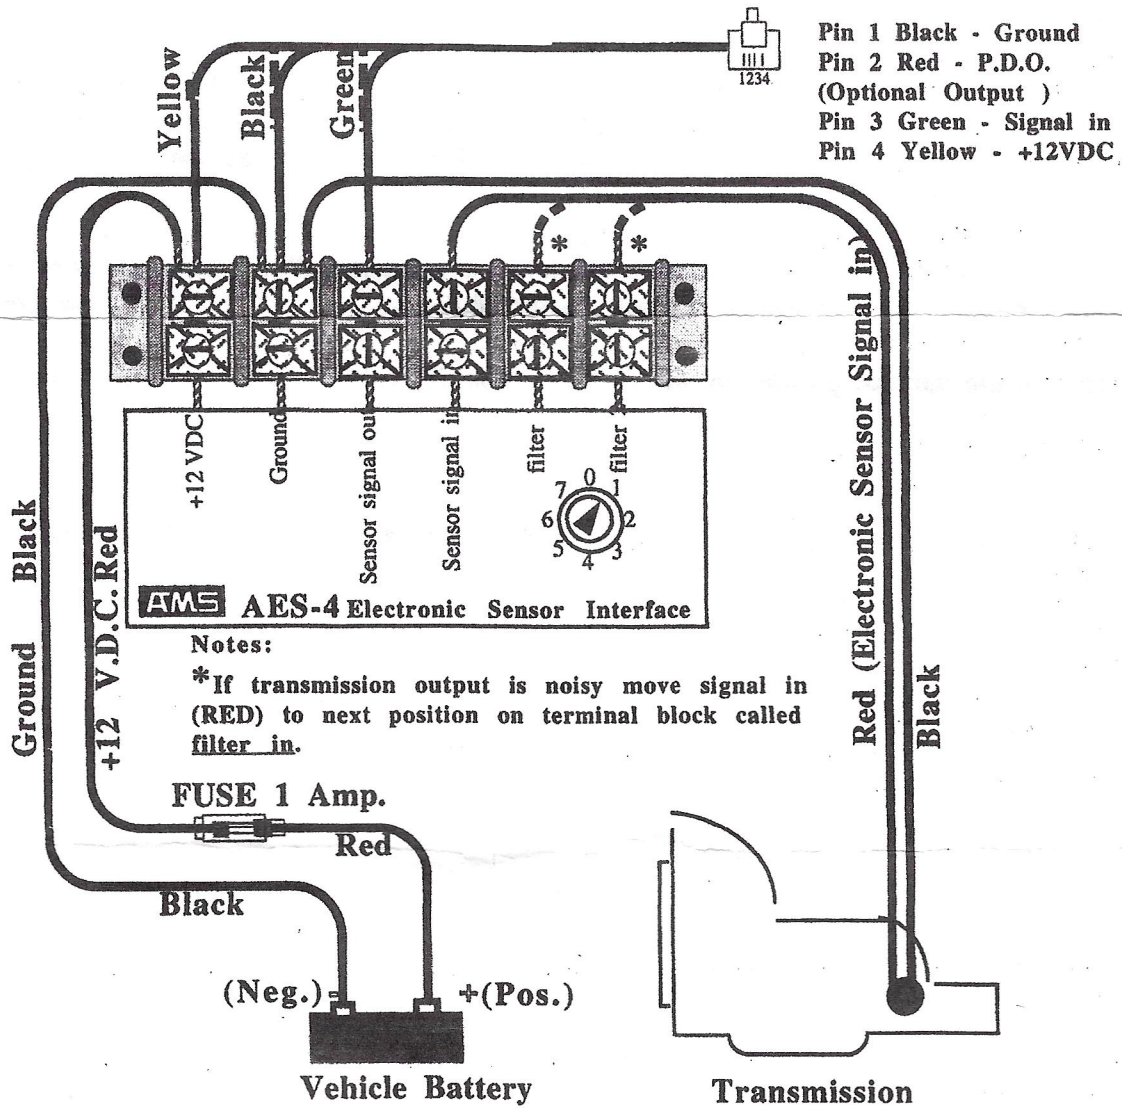 Pin 1 Black - Ground
Pin 2 Red - P.D.O.
(Optional Output )
Pin 3 Green - Signal in
Pin 4 Yellow - +12VDC
1234
Yellow
Black
Green
*
*
+12 VDC
Ground
Sensor signal out
Sensor signal in
filter
filter
0
1
2
3
4
5
6
7
AMS
AES-4 Electronic Sensor Interface
Ground Black
+12 V.D.C. Red
Red (Electronic Sensor Signal in)
Black
Notes:
*If transmission output is noisy move signal in
(RED) to next position on terminal block called
filter in.
FUSE 1 Amp.
Red
Black
(Neg.) -
+(Pos.)
Vehicle Battery
Transmission